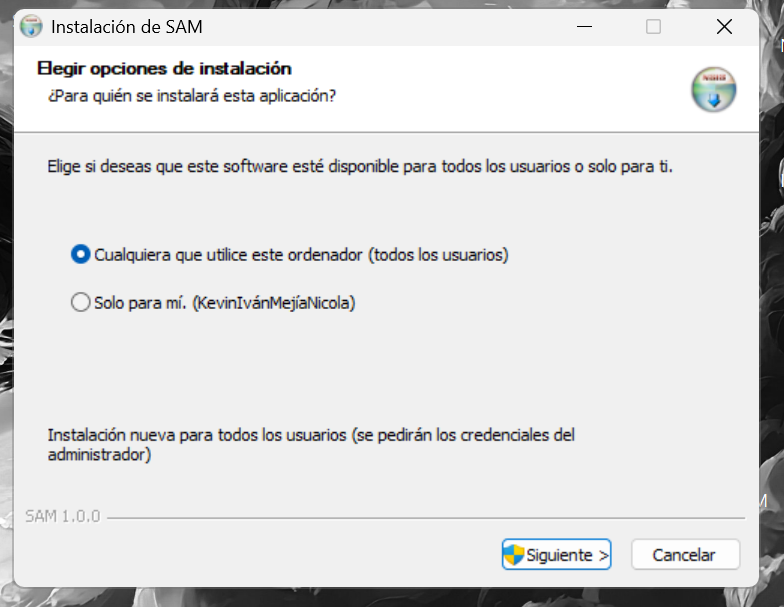 Instalación de SAM
Elegir opciones de instalación
¿Para quién se instalará esta aplicación?
Elige si deseas que este software esté disponible para todos los usuarios o solo para ti.
Cualquiera que utilice este ordenador (todos los usuarios)
Solo para mí. (KevinIvánMejíaNicola)
Instalación nueva para todos los usuarios (se pedirán los credenciales del
administrador)
SAM 1.0.0
Siguiente >
Cancelar